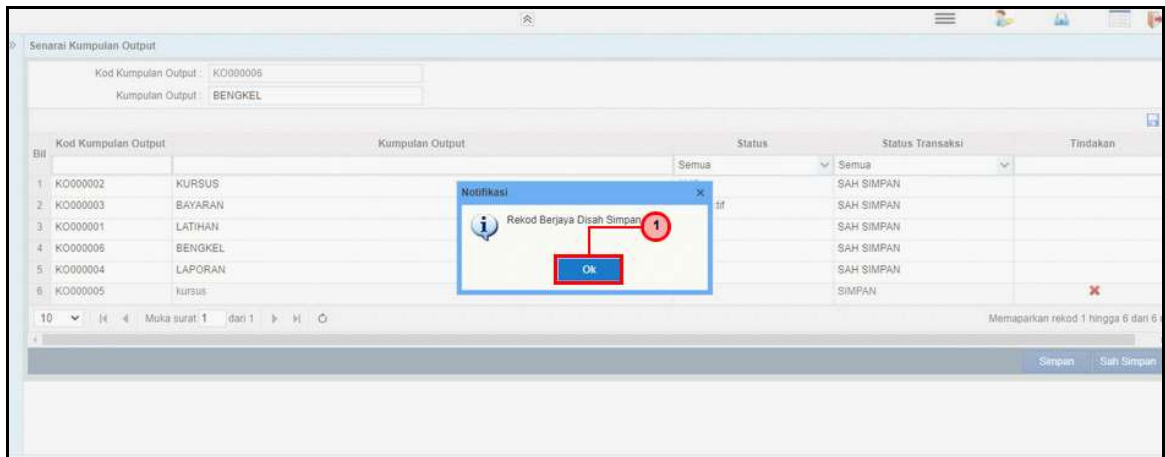 Senarai Kumpulan Output
Kod Kumpulan Output : KO000006
Kumpulan Output : BENGKEL
Bil Kod Kumpulan Output Kumpulan Output Status Status Transaksi Tindakan
Semua Semua
1 KO000002 KURSUS SAH SIMPAN
2 KO000003 BAYARAN tif SAH SIMPAN
3 KO000001 LATIHAN SAH SIMPAN
4 KO000006 BENGKEL SAH SIMPAN
5 KO000004 LAPORAN SAH SIMPAN
6 KO000005 kursus SIMPAN
Notifikasi
Rekod Berjaya Disah Simpan
1
Ok
10 Muka surat 1 dari 1 Memaparkan rekod 1 hingga 6 dari 6
Simpan Sah Simpan